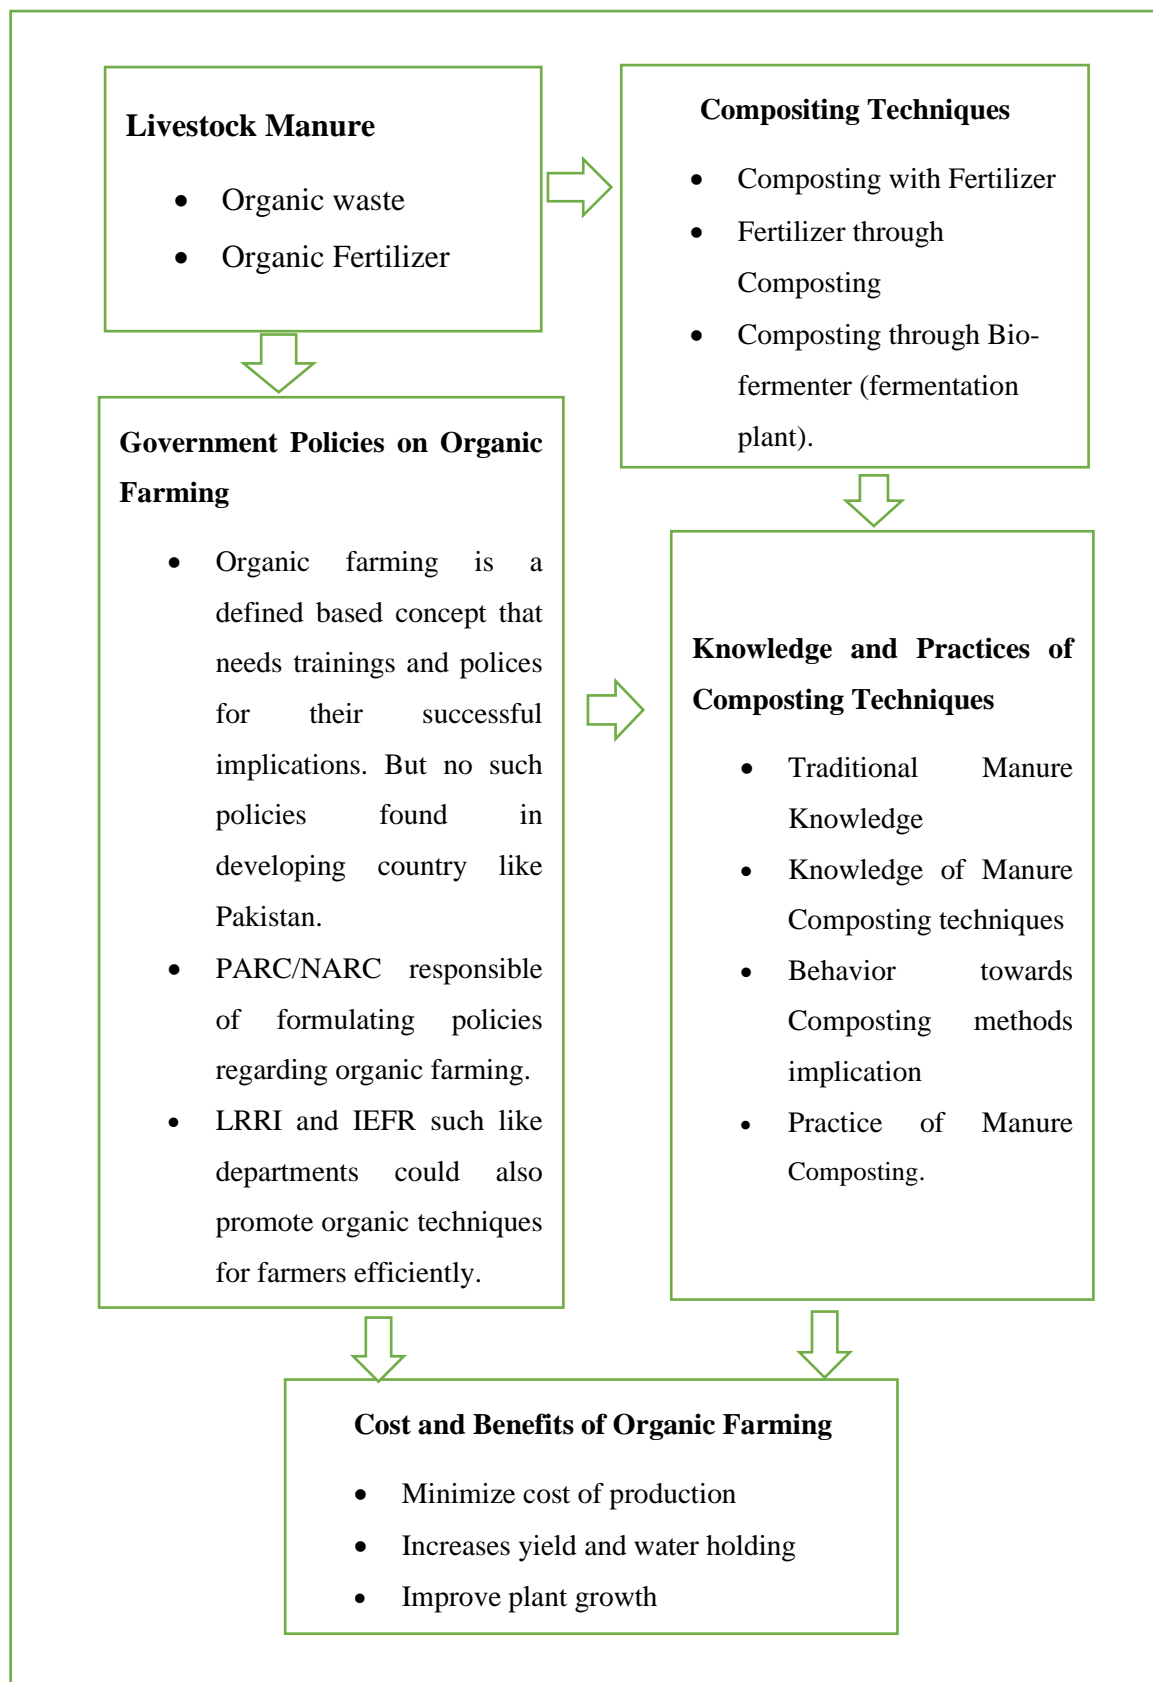 Livestock Manure
• Organic waste
• Organic Fertilizer
Compositing Techniques
• Composting with Fertilizer
• Fertilizer through
Composting
• Composting through Bio-
fermenter (fermentation
plant).
Government Policies on Organic
Farming
• Organic farming is a
defined based concept that
needs trainings and polices
for their successful
implications. But no such
policies found in
developing country like
Pakistan.
• PARC/NARC responsible
of formulating policies
regarding organic farming.
• LRRI and IEFR such like
departments could also
promote organic techniques
for farmers efficiently.
Knowledge and Practices of
Composting Techniques
• Traditional Manure
Knowledge
• Knowledge of Manure
Composting techniques
• Behavior towards
Composting methods
implication
• Practice of Manure
Composting.
Cost and Benefits of Organic Farming
• Minimize cost of production
• Increases yield and water holding
• Improve plant growth